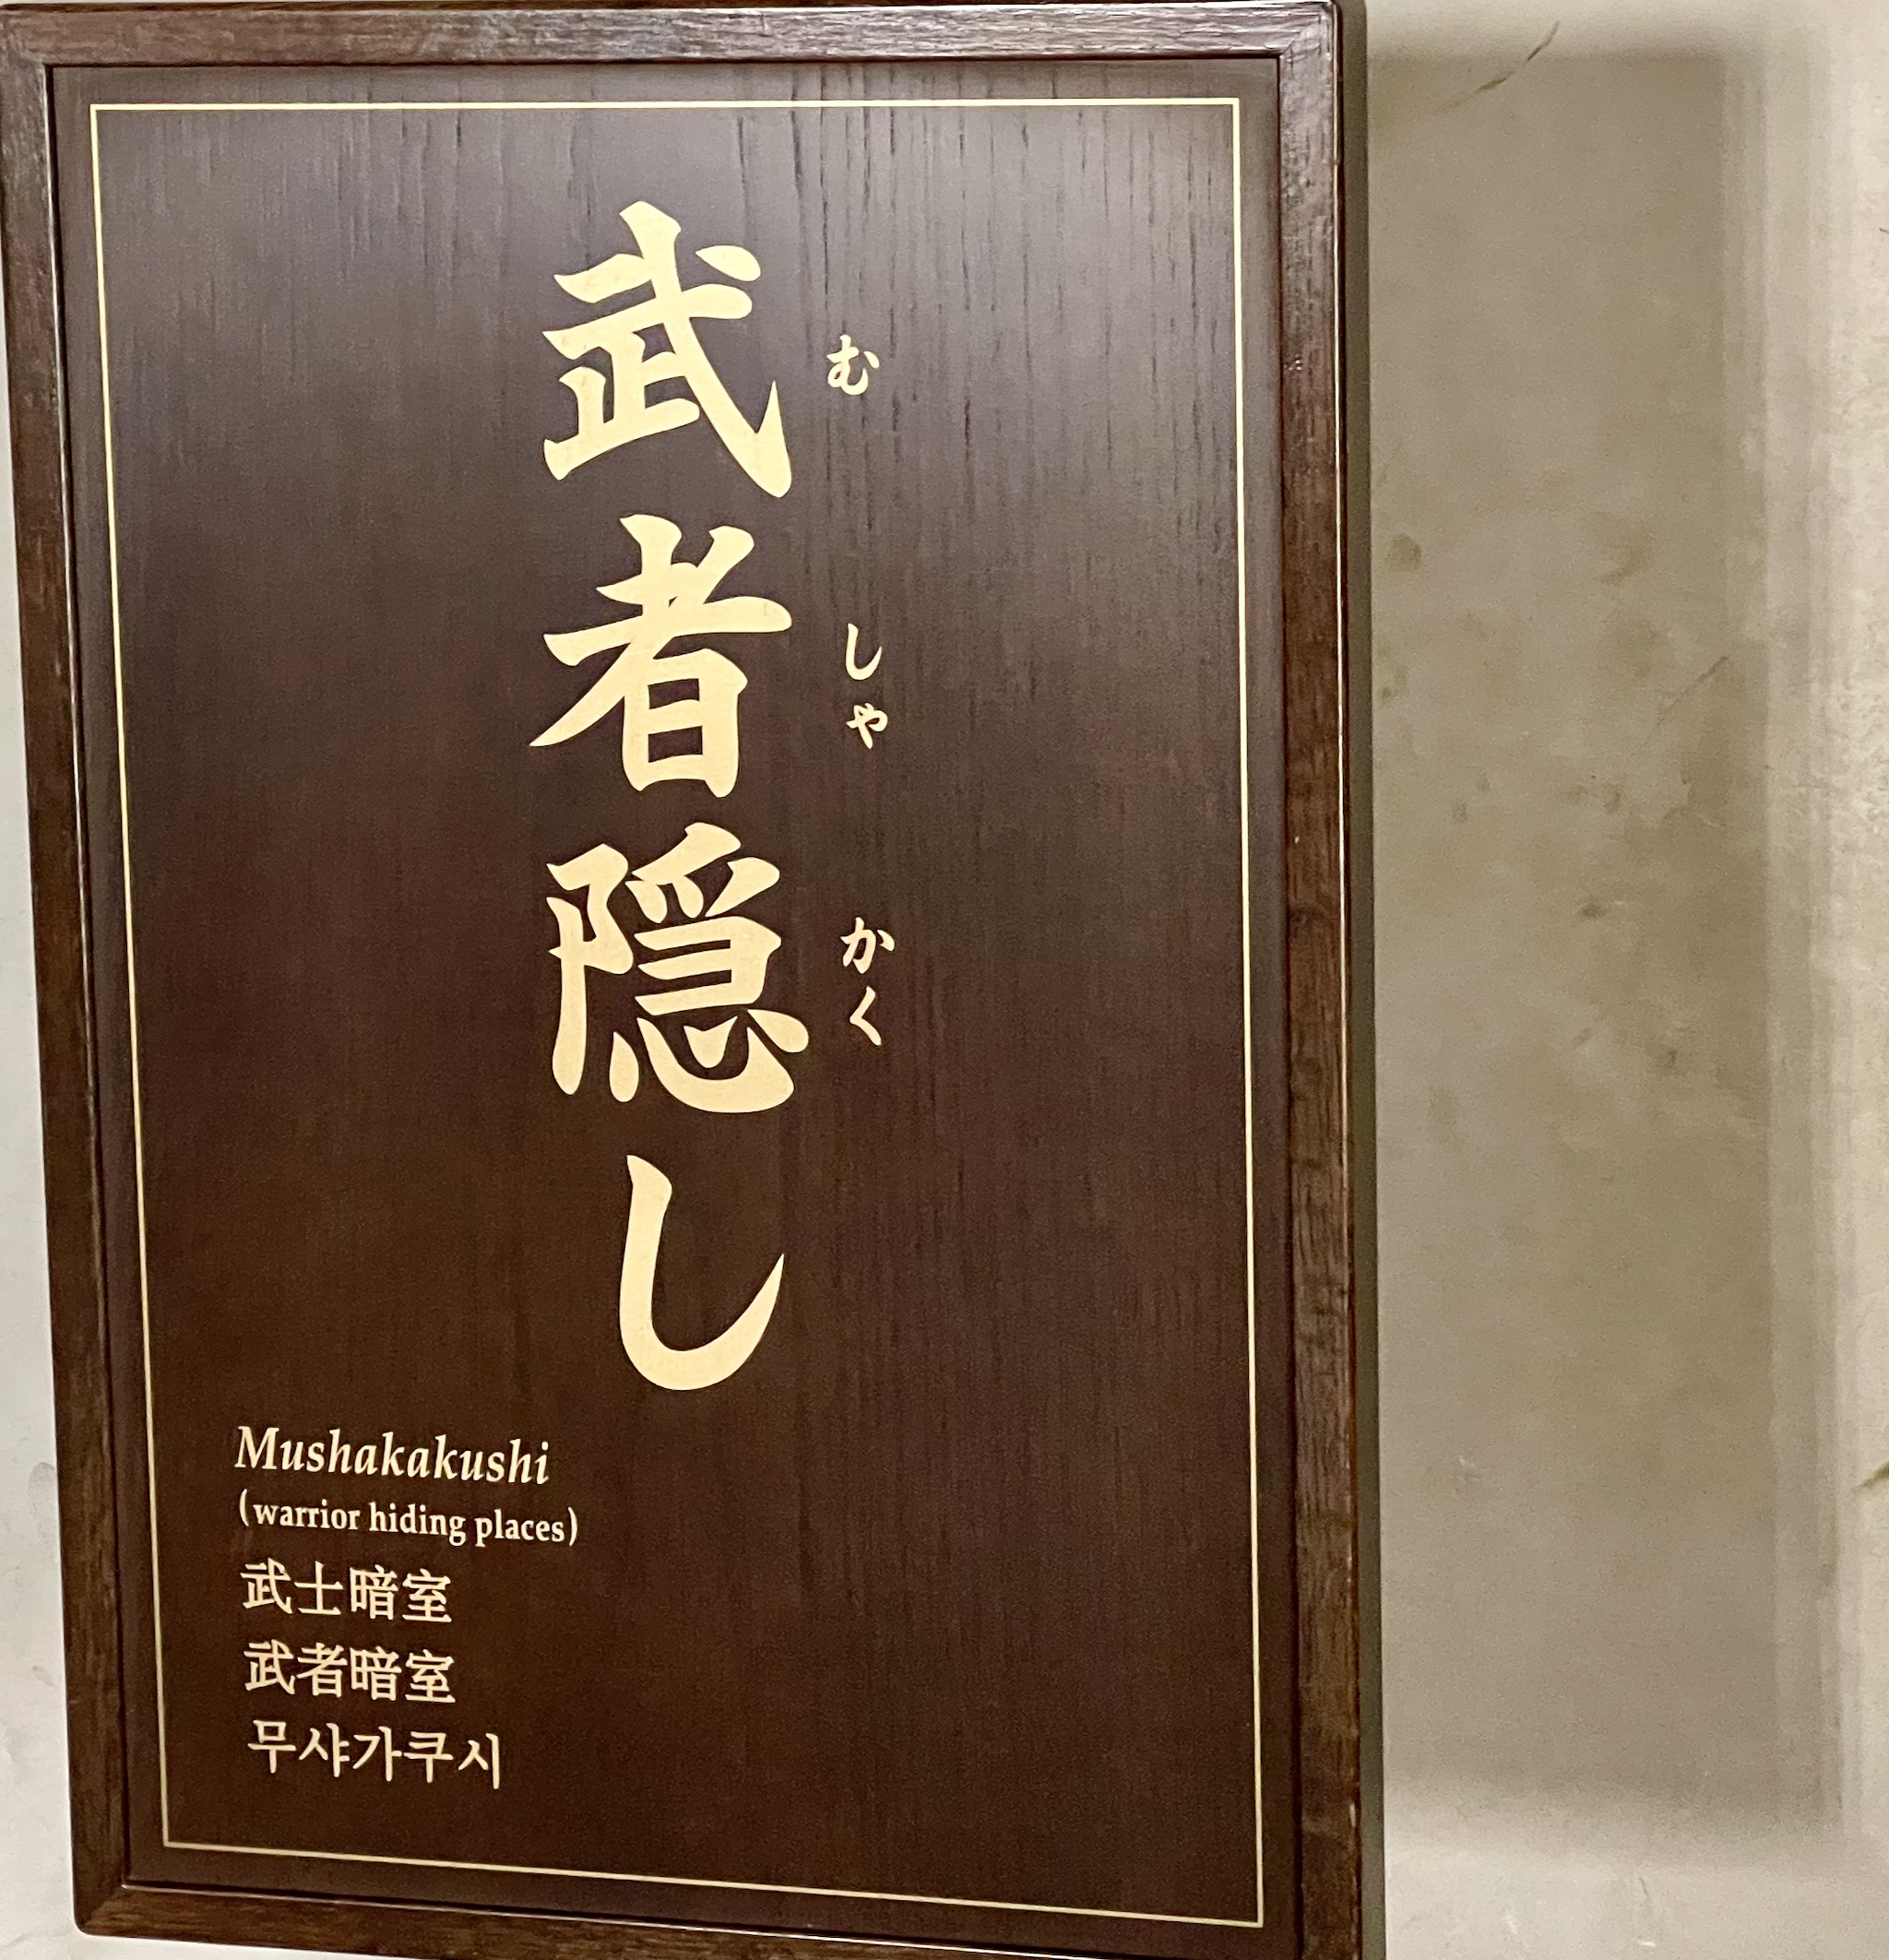 武者隠し
むしゃかく
Mushakakushi
(warrior hiding places)
武士暗室
武者暗室
무샤가쿠시